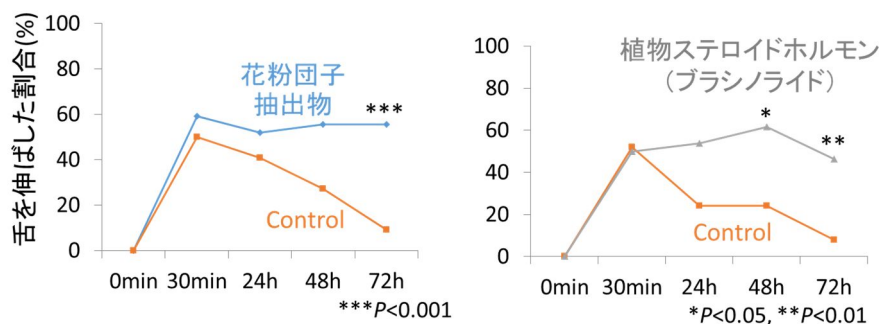 舌を伸ばした割合(%)
100
80
60
40
20
0
花粉団子
抽出物
***
Control
0min 30min 24h 48h 72h
***P<0.001
100
80
60
40
20
0
植物ステロイドホルモン
(ブラシノライド)
*
**
Control
0min 30min 24h 48h 72h
*P<0.05, **P<0.01